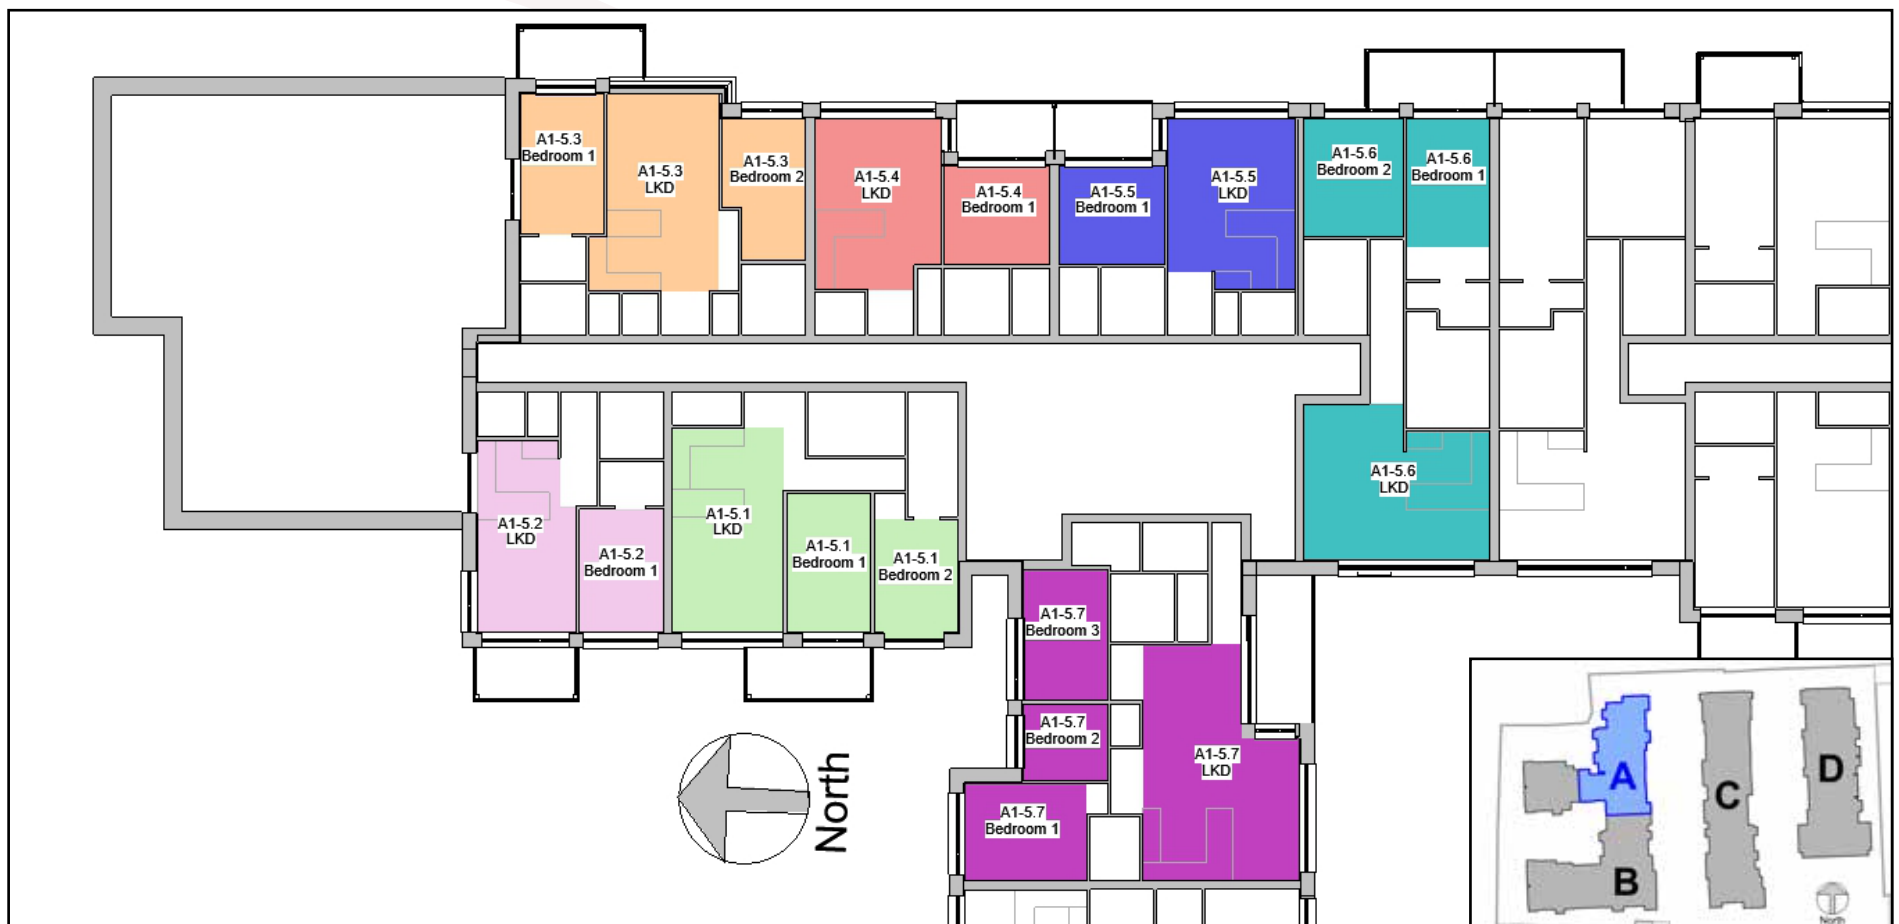 A1-5.3
Bedroom 1
A1-5.3
LKD
A1-5.3
Bedroom 2
A1-5.4
LKD
A1-5.4
Bedroom 1
A1-5.5
Bedroom 1
A1-5.5
LKD
A1-5.6
Bedroom 2
A1-5.6
Bedroom 1
A1-5.6
LKD
A1-5.2
LKD
A1-5.2
Bedroom 1
A1-5.1
LKD
A1-5.1
Bedroom 1
A1-5.1
Bedroom 2
A1-5.7
Bedroom 3
A1-5.7
Bedroom 2
A1-5.7
LKD
A1-5.7
Bedroom 1
North
A
B
C
D
North